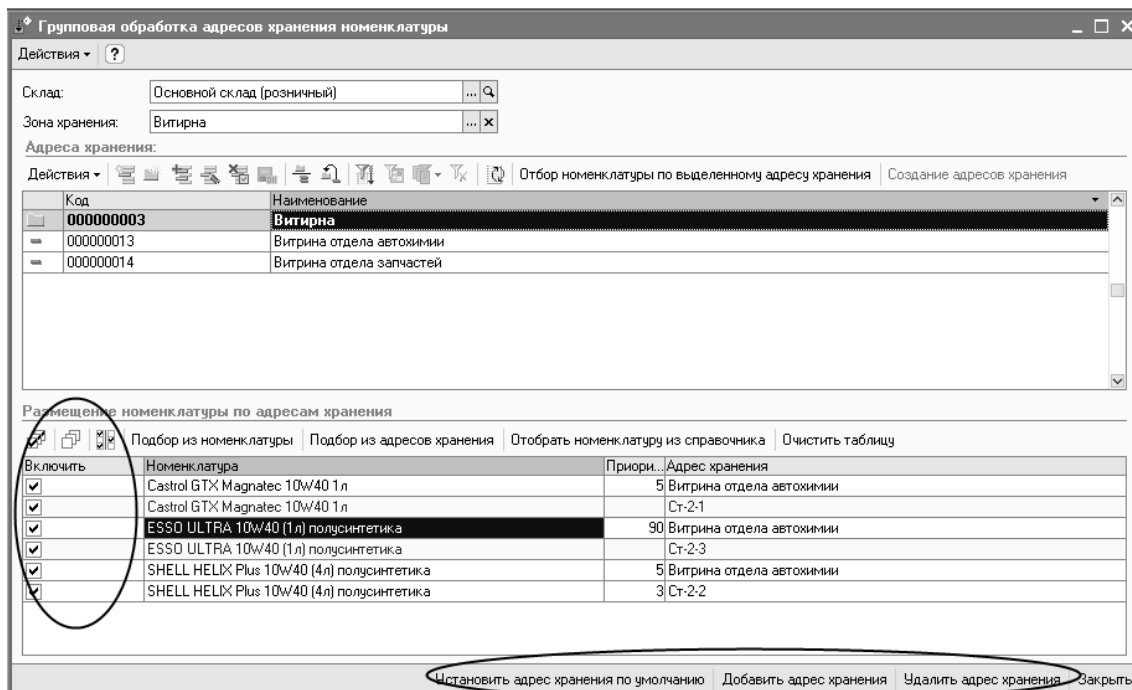 Групповая обработка адресов хранения номенклатуры
Действия ?
Склад: Основной склад (розничный) ...
Зона хранения: Витирна ... x
Адреса хранения:
Действия Отбор номенклатуры по выделенному адресу хранения Создание адресов хранения
Код Наименование
000000003 Витирна
000000013 Витрина отдела автохимии
000000014 Витрина отдела запчастей
Размещение номенклатуры по адресам хранения
Подбор из номенклатуры Подбор из адресов хранения Отобрать номенклатуру из справочника Очистить таблицу
Включить Номенклатура Приори... Адрес хранения
Castrol GTX Magnatec 10W40 1л 5 Витрина отдела автохимии
Castrol GTX Magnatec 10W40 1л Ст-2-1
ESSO ULTRA 10W40 (1л) полусинтетика 90 Витрина отдела автохимии
ESSO ULTRA 10W40 (1л) полусинтетика Ст-2-3
SHELL HELIX Plus 10W40 (4л) полусинтетика 5 Витрина отдела автохимии
SHELL HELIX Plus 10W40 (4л) полусинтетика 3 Ст-2-2
Установить адрес хранения по умолчанию Добавить адрес хранения Удалить адрес хранения Закрыть